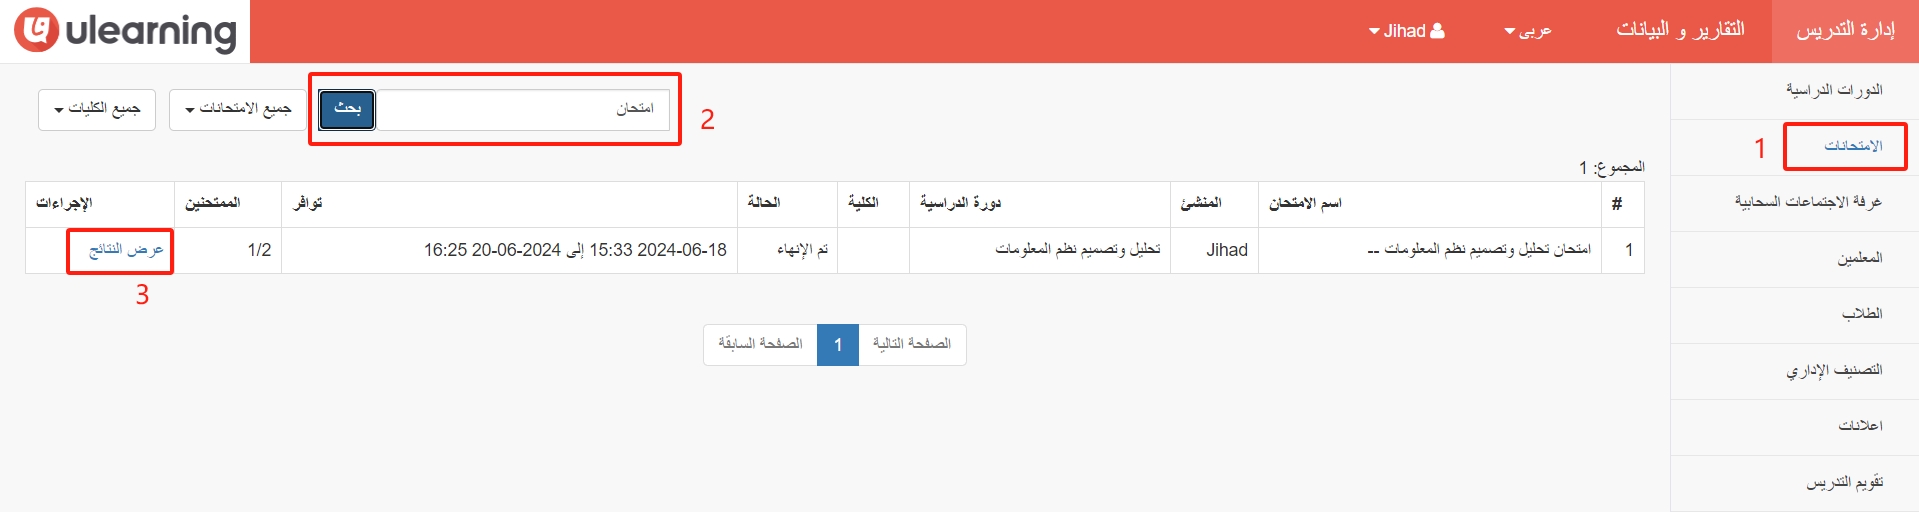 ulearning
إدارة التدريس
التقارير و البيانات
عربى
Jihad
الدورات الدراسية
الامتحانات
1
غرفة الاجتماعات السحابية
المعلمين
الطلاب
التصنيف الإداري
اعلانات
تقويم التدريس
امتحان
بحث
2
جميع الامتحانات
جميع الكليات
المجموع: 1
# اسم الامتحان المنشئ دورة الدراسية الكلية الحالة توافر الممتحنين الإجراءات
1 امتحان تحليل وتصميم نظم المعلومات -- Jihad تحليل وتصميم نظم المعلومات تم الإنهاء 2024-06-18 15:33 إلى 2024-06-20 16:25 1/2 عرض النتائج
3
الصفحة التالية 1 الصفحة السابقة